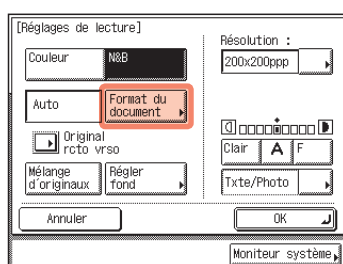 [Réglages de lecture]
Résolution :
Couleur
N&B
200x200ppp
Auto
Format du
document
Original
rcto vrso
Clair
A
F
Mélange
d'originaux
Régler
fond
Txte/Photo
Annuler
OK
Moniteur système